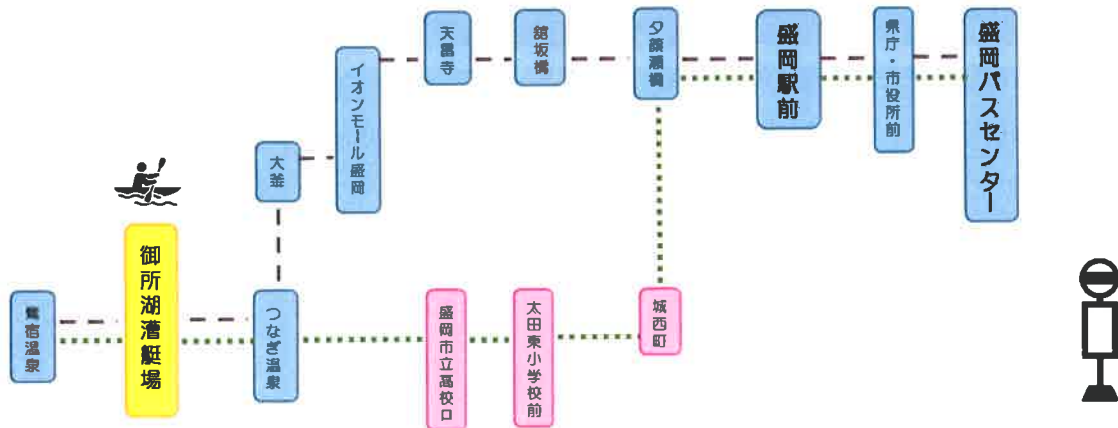 天昌寺
舘坂橋
夕顔瀬橋
盛岡駅前
県庁・市役所前
盛岡バスセンター
イオンモール盛岡
大釜
御所湖漕艇場
鶯宿温泉
つなぎ温泉
盛岡市立高校口
太田東小学校前
城西町